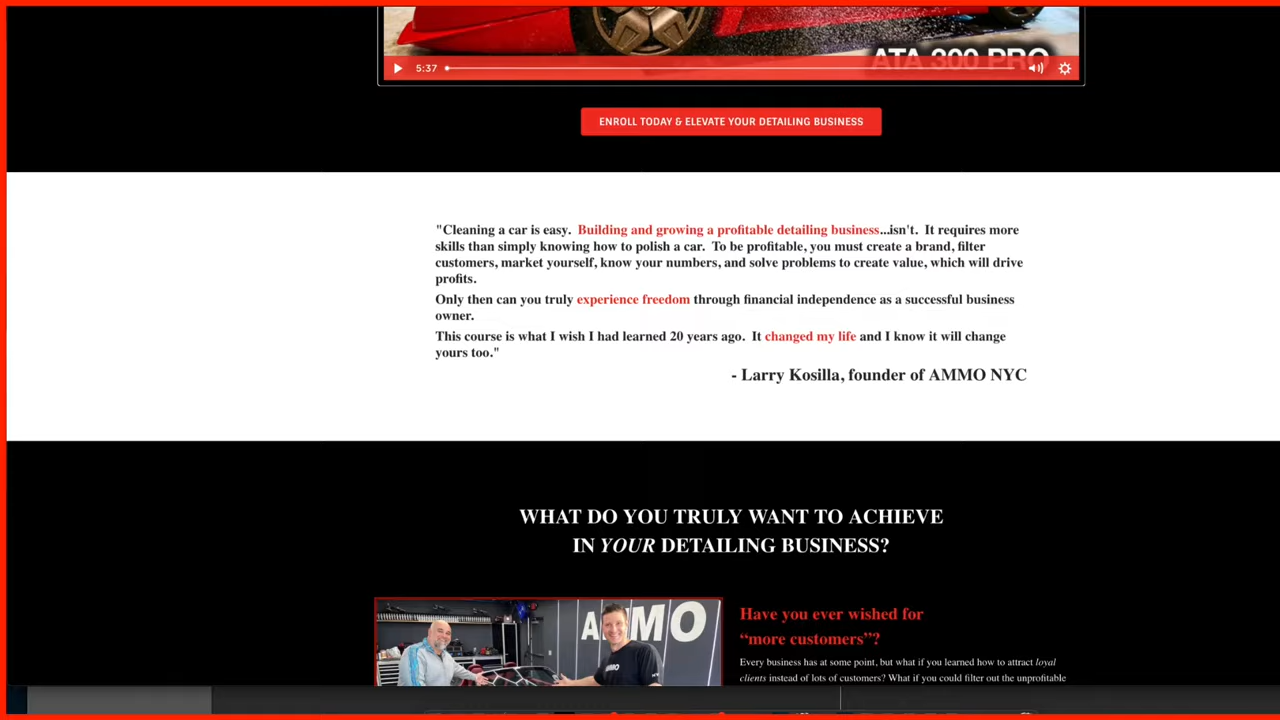 ATA 300 PRO
5:37
ENROLL TODAY & ELEVATE YOUR DETAILING BUSINESS
"Cleaning a car is easy.  Building and growing a profitable detailing business...isn't.  It requires more
skills than simply knowing how to polish a car.  To be profitable, you must create a brand, filter
customers, market yourself, know your numbers, and solve problems to create value, which will drive
profits.
Only then can you truly experience freedom through financial independence as a successful business
owner.
This course is what I wish I had learned 20 years ago.  It changed my life and I know it will change
yours too."
- Larry Kosilla, founder of AMMO NYC
WHAT DO YOU TRULY WANT TO ACHIEVE
IN YOUR DETAILING BUSINESS?
AMMO
AMMO
Have you ever wished for
“more customers”?
Every business has at some point, but what if you learned how to attract loyal
clients instead of lots of customers? What if you could filter out the unprofitable